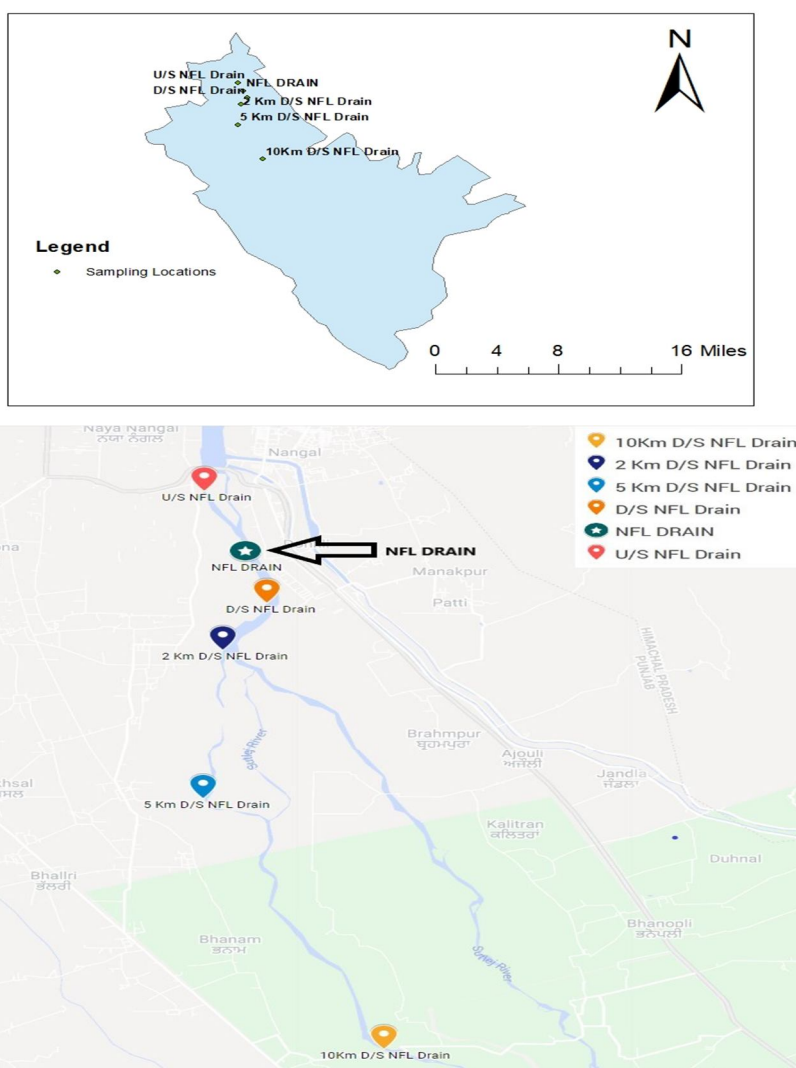 N
U/S NFL Drain
NFL DRAIN
D/S NFL Drain
2 Km D/S NFL Drain
5 Km D/S NFL Drain
10Km D/S NFL Drain
Legend
Sampling Locations
0 4 8 16 Miles
Naya Nangal
ਨਯਾ ਨੰਗਲ
Nangal
10Km D/S NFL Drain
2 Km D/S NFL Drain
5 Km D/S NFL Drain
D/S NFL Drain
NFL DRAIN
U/S NFL Drain
U/S NFL Drain
NFL DRAIN
NFL DRAIN
Manakpur
D/S NFL Drain
Patti
2 Km D/S NFL Drain
HIMACHAL PRADESH
PUNJAB
Brahmpur
ਬ੍ਰਹਮਪੁਰਾ
Sutlej River
Ajouli
ਅਜੌਲੀ
Jandla
ਜੰਡਲਾ
5 Km D/S NFL Drain
Kalitran
ਕਲਿਤਰਾਂ
Duhnal
Bhallri
ਭੱਲੜੀ
Bhanopli
ਭਨੋਪਲੀ
Bhanam
ਭਨਾਮ
Sutlej River
10Km D/S NFL Drain